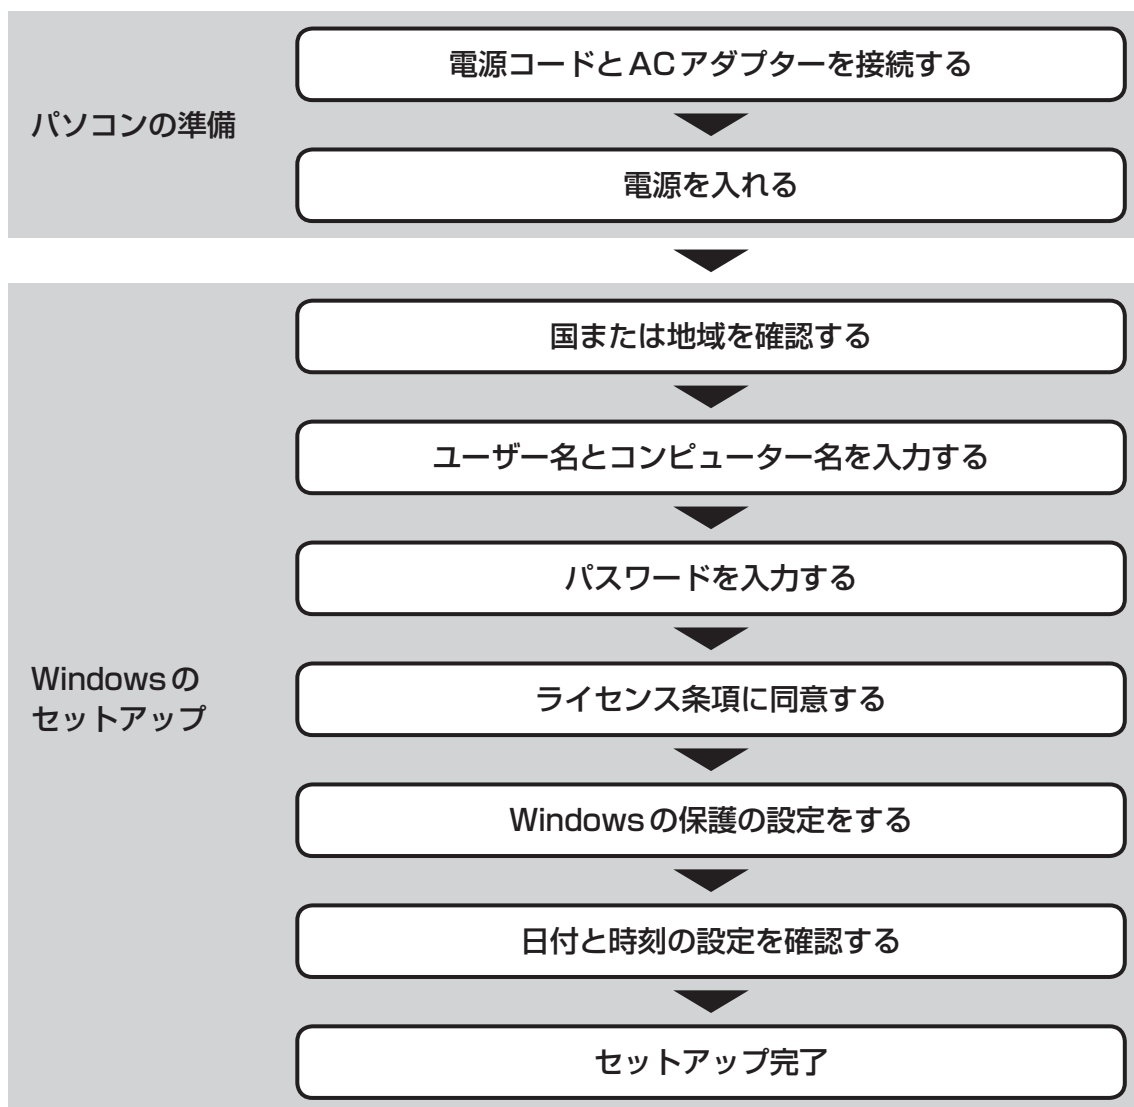 パソコンの準備
電源コードとACアダプターを接続する
電源を入れる
Windowsの
セットアップ
国または地域を確認する
ユーザー名とコンピューター名を入力する
パスワードを入力する
ライセンス条項に同意する
Windowsの保護の設定をする
日付と時刻の設定を確認する
セットアップ完了